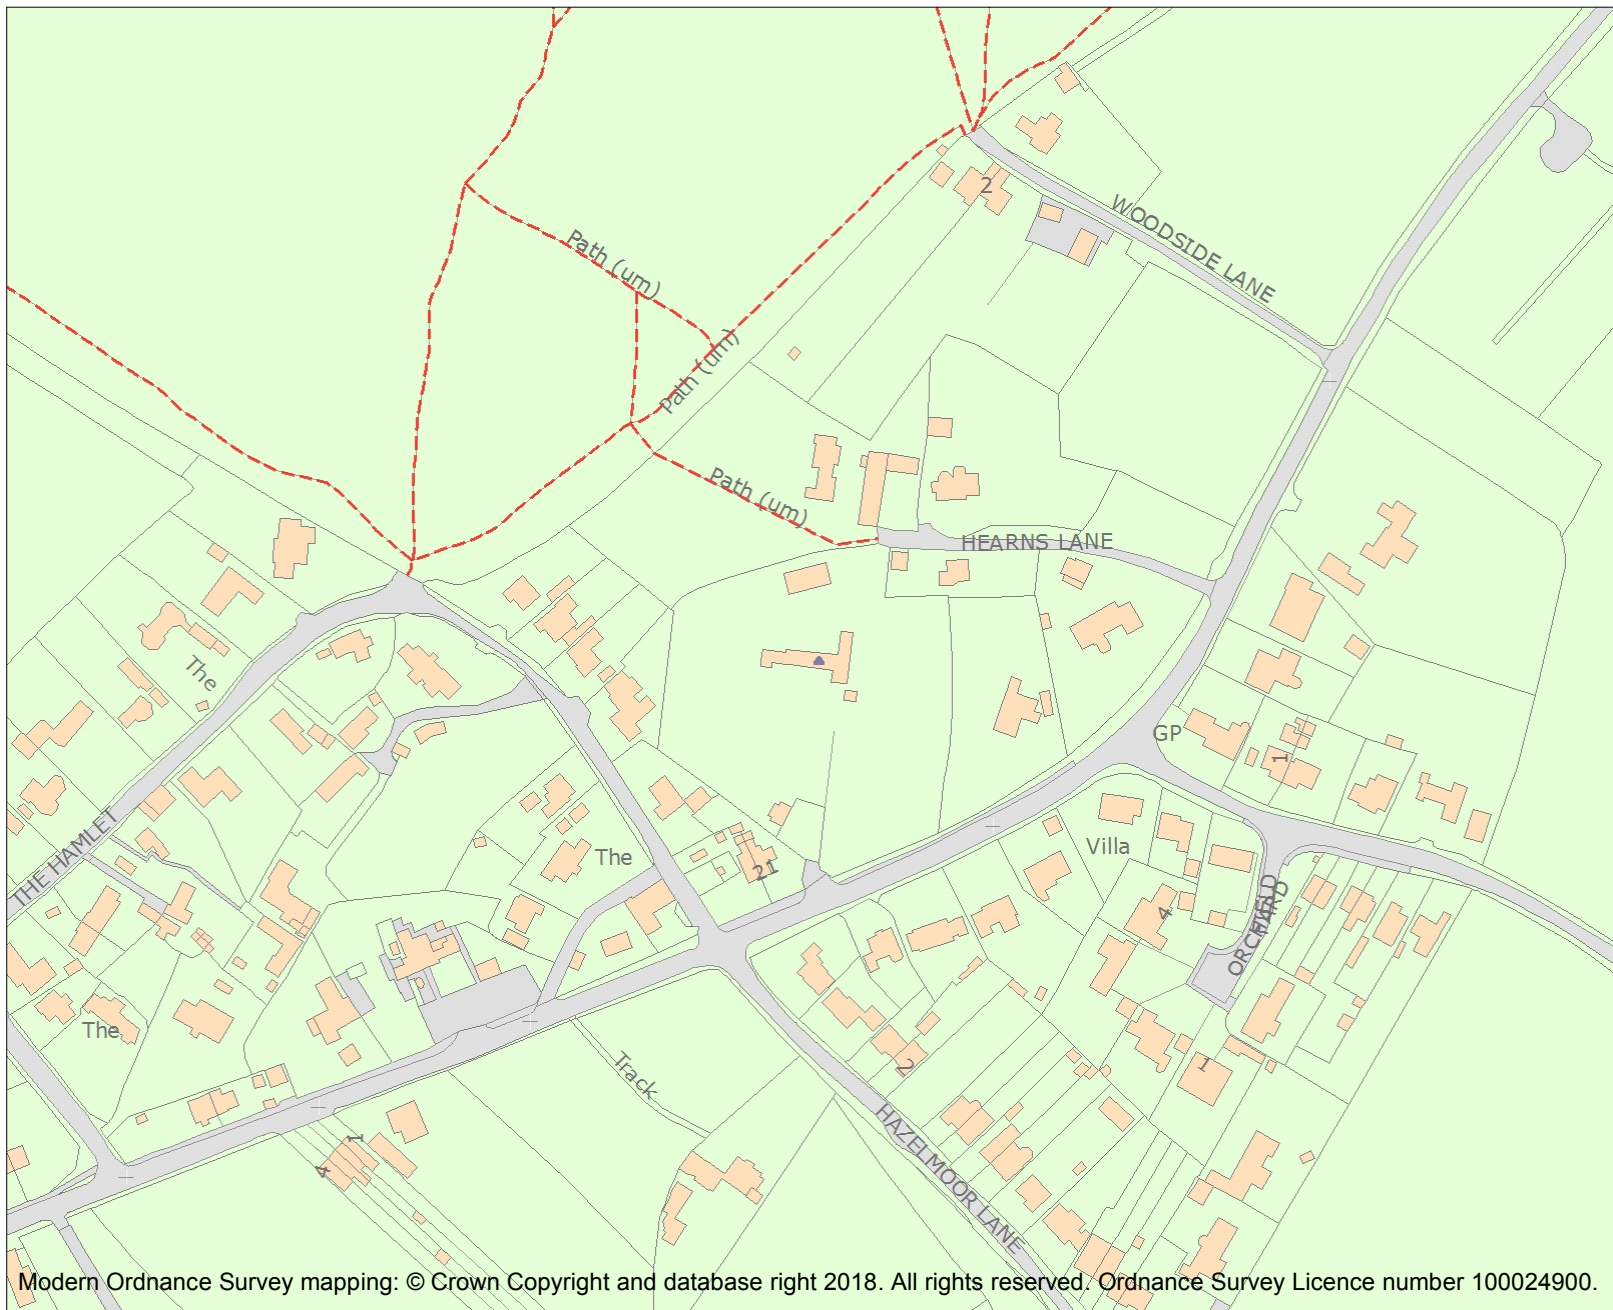 2
WOODSIDE LANE
Path (um)
Path (um)
Path (um)
HEARNS LANE
The
GP
1
THE HAMLET
The
21
Villa
4
ORCHARD
FIELD
The
Track
2
1
HAZELMOOR LANE
1
4
Modern Ordnance Survey mapping: © Crown Copyright and database right 2018. All rights reserved. Ordnance Survey Licence number 100024900.